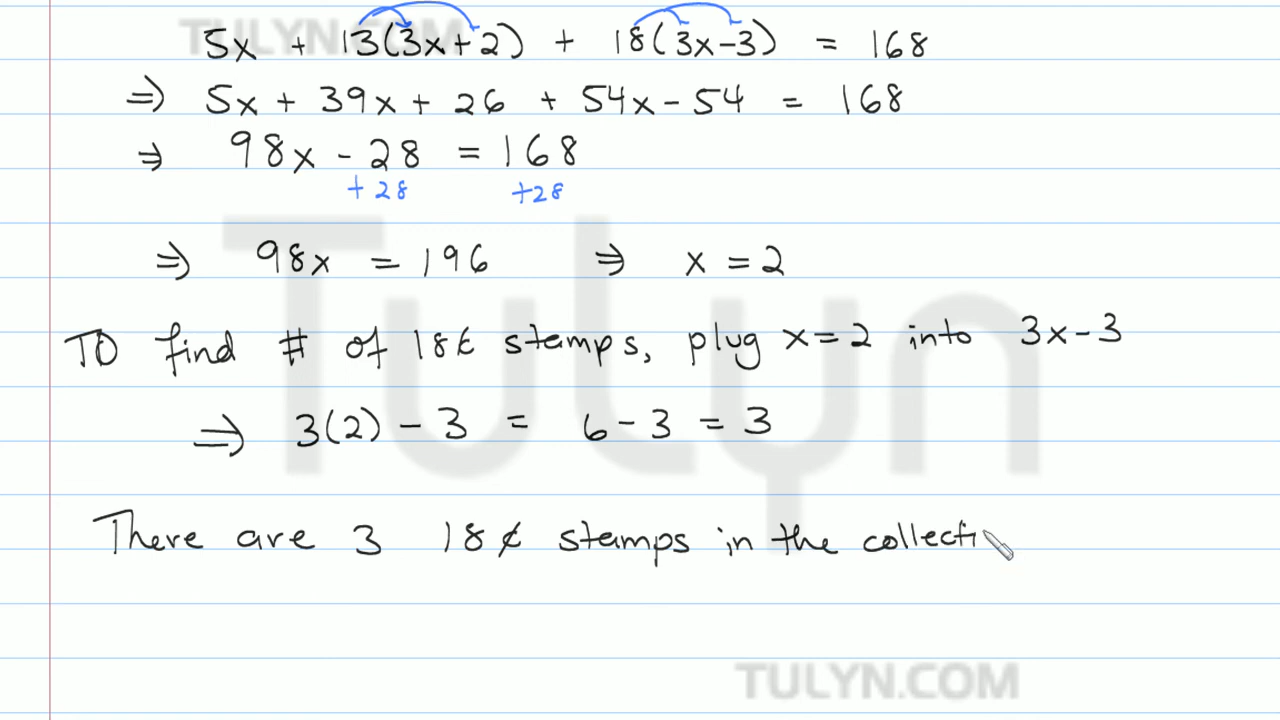 TULYN.COM
5x + 13(3x+2) + 18(3x-3) = 168
⇒ 5x + 39x + 26 + 54x - 54 = 168
⇒ 98x - 28 = 168
+28 +28
⇒ 98x = 196 ⇒ x = 2
Tulyn
TO find # of 18¢ stamps, plug x=2 into 3x-3
⇒ 3(2) - 3 = 6 - 3 = 3
There are 3 18¢ stamps in the collecti
TULYN.COM